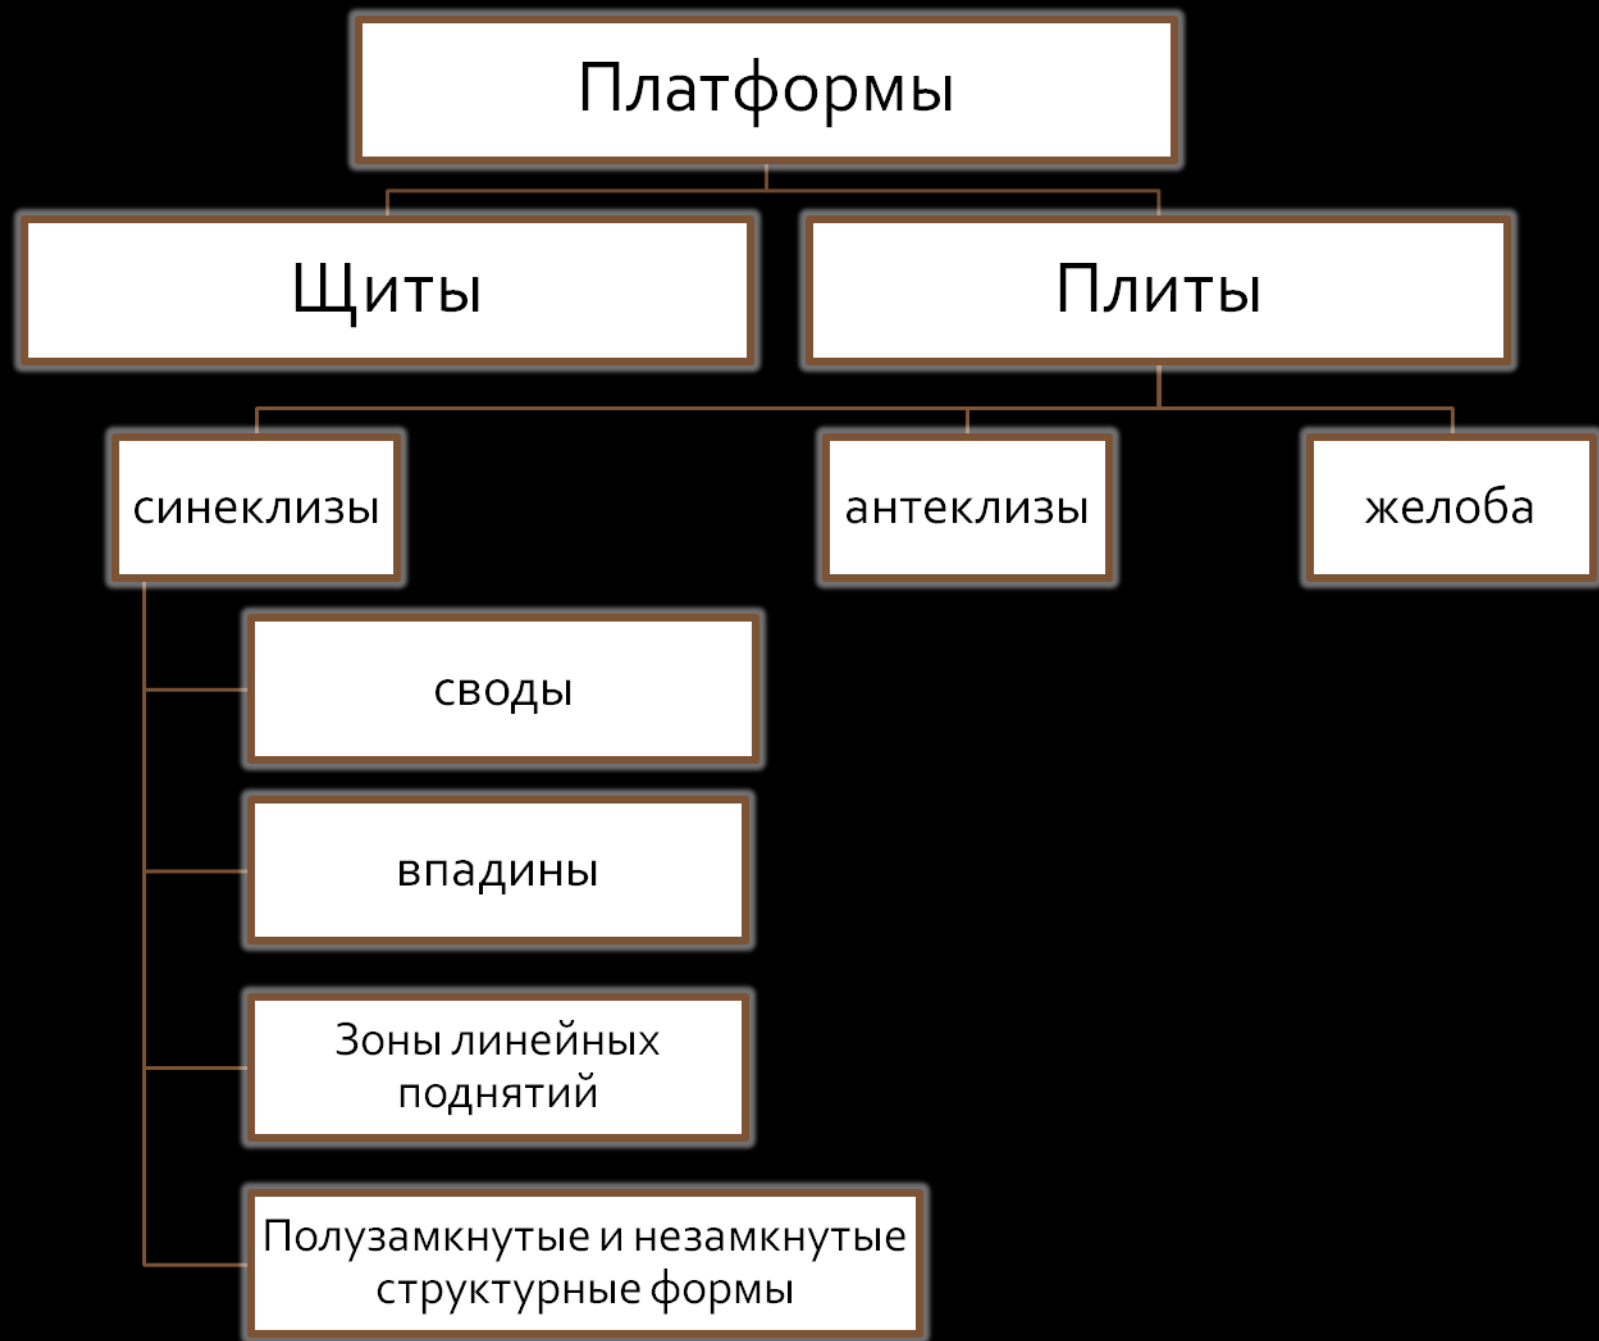 Платформы
Щиты
Плиты
синеклизы
антеклизы
желоба
своды
впадины
Зоны линейных
поднятий
Полузамкнутые и незамкнутые
структурные формы